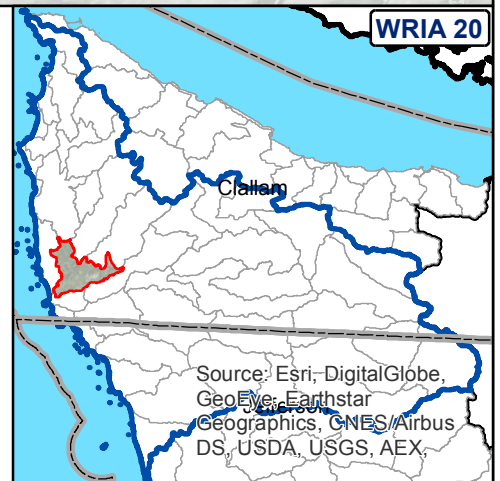 WRIA 20
Clallam
Source: Esri, DigitalGlobe,
GeoEye, Earthstar
Geographics, CNES/Airbus
DS, USDA, USGS, AEX,